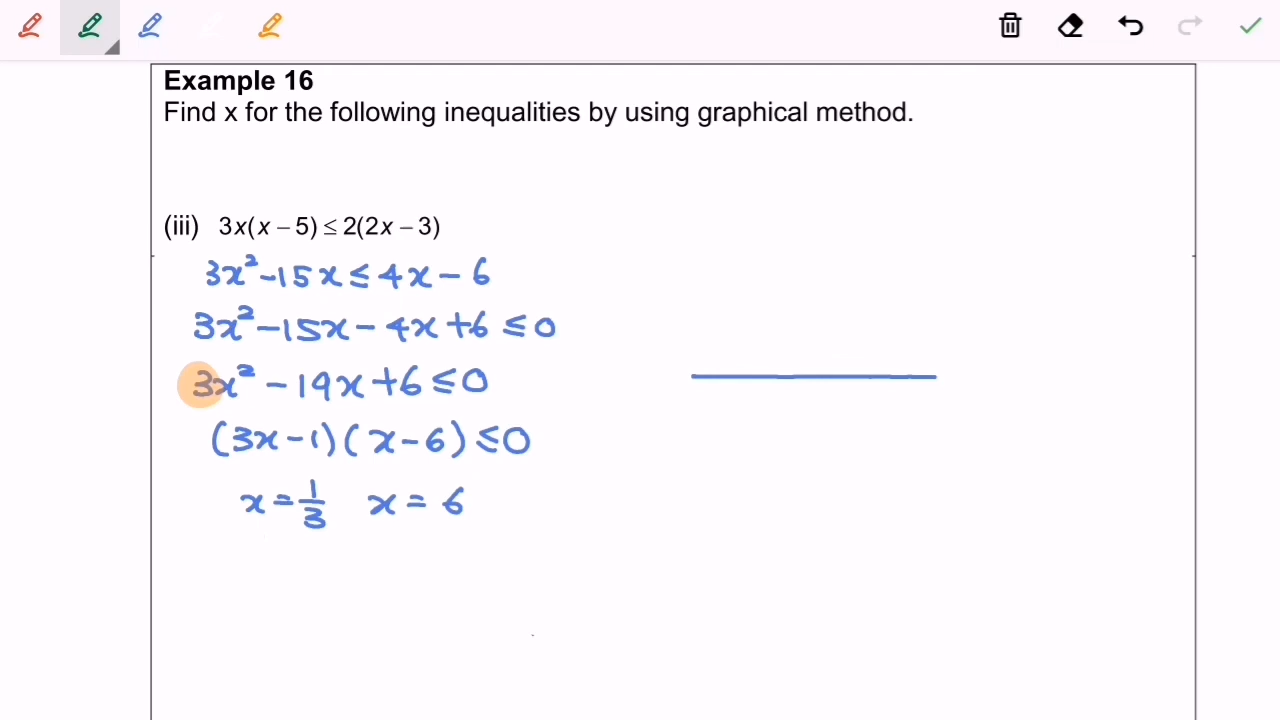 Example 16
Find x for the following inequalities by using graphical method.
(iii) 3x(x – 5) ≤ 2(2x – 3)
3x² - 15x ≤ 4x - 6
3x² - 15x - 4x + 6 ≤ 0
3x² - 19x + 6 ≤ 0
(3x - 1)(x - 6) ≤ 0
x = 1/3 x = 6